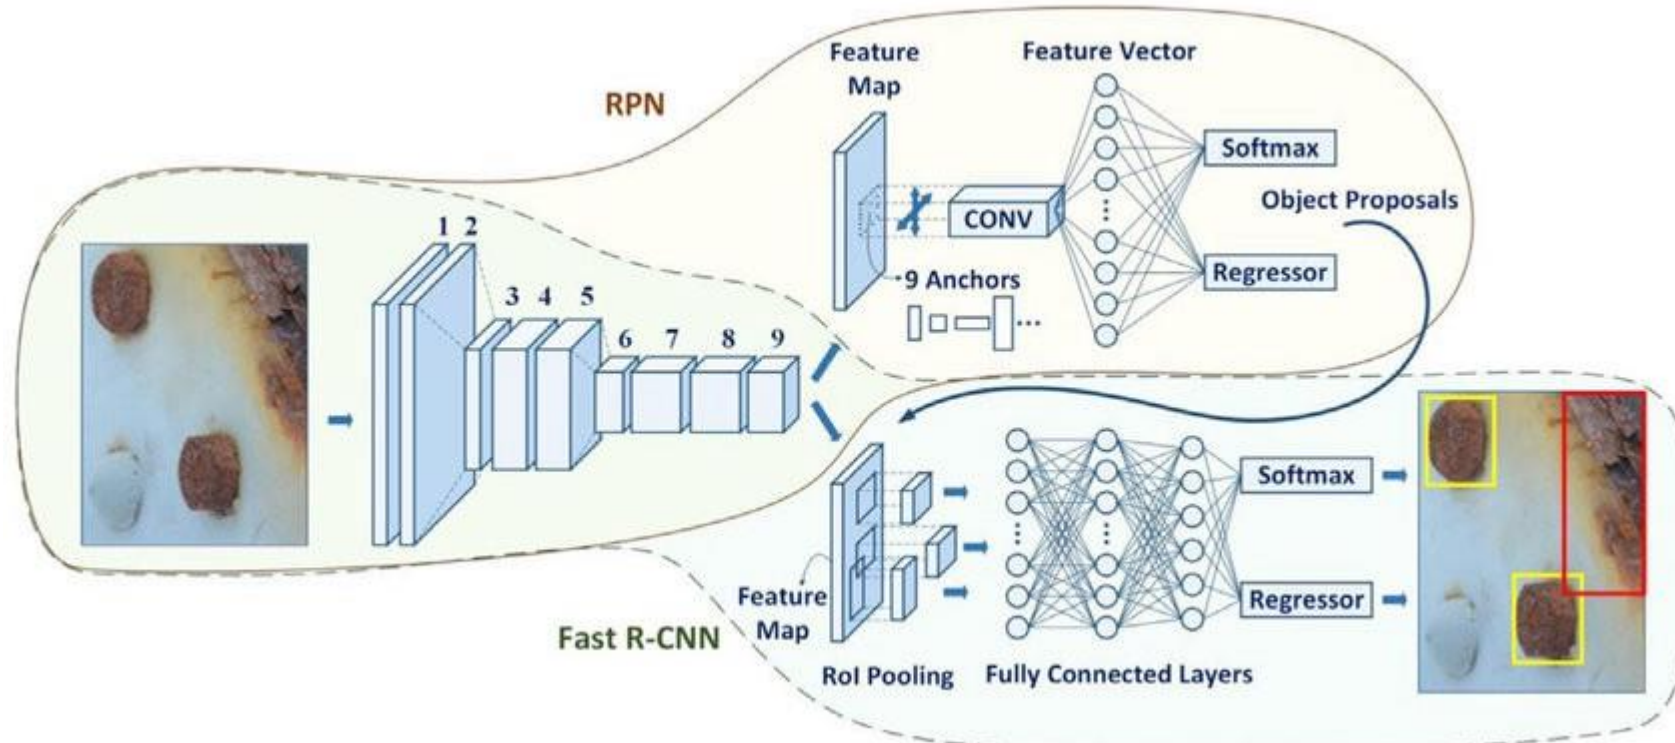 RPN
Feature
Map
Feature Vector
Softmax
CONV
Object Proposals
9 Anchors
Regressor
1 2
3 4 5
6 7 8 9
Softmax
Regressor
Feature
Map
Fast R-CNN
RoI Pooling
Fully Connected Layers